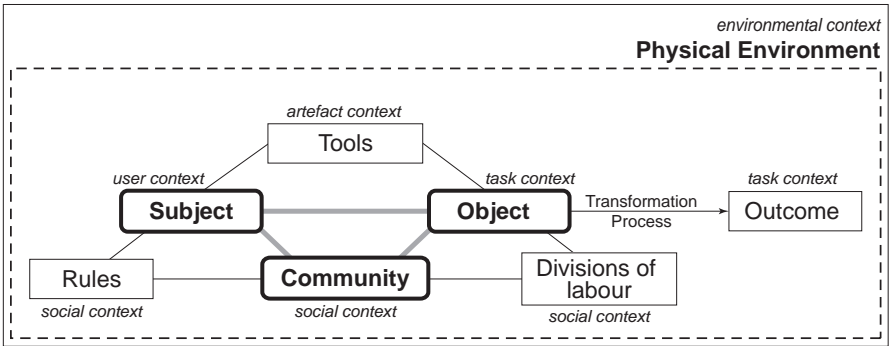 environmental context
Physical Environment
artefact context
Tools
user context
task context
task context
Subject
Object
Transformation
Process
Outcome
Rules
Community
Divisions of
labour
social context
social context
social context